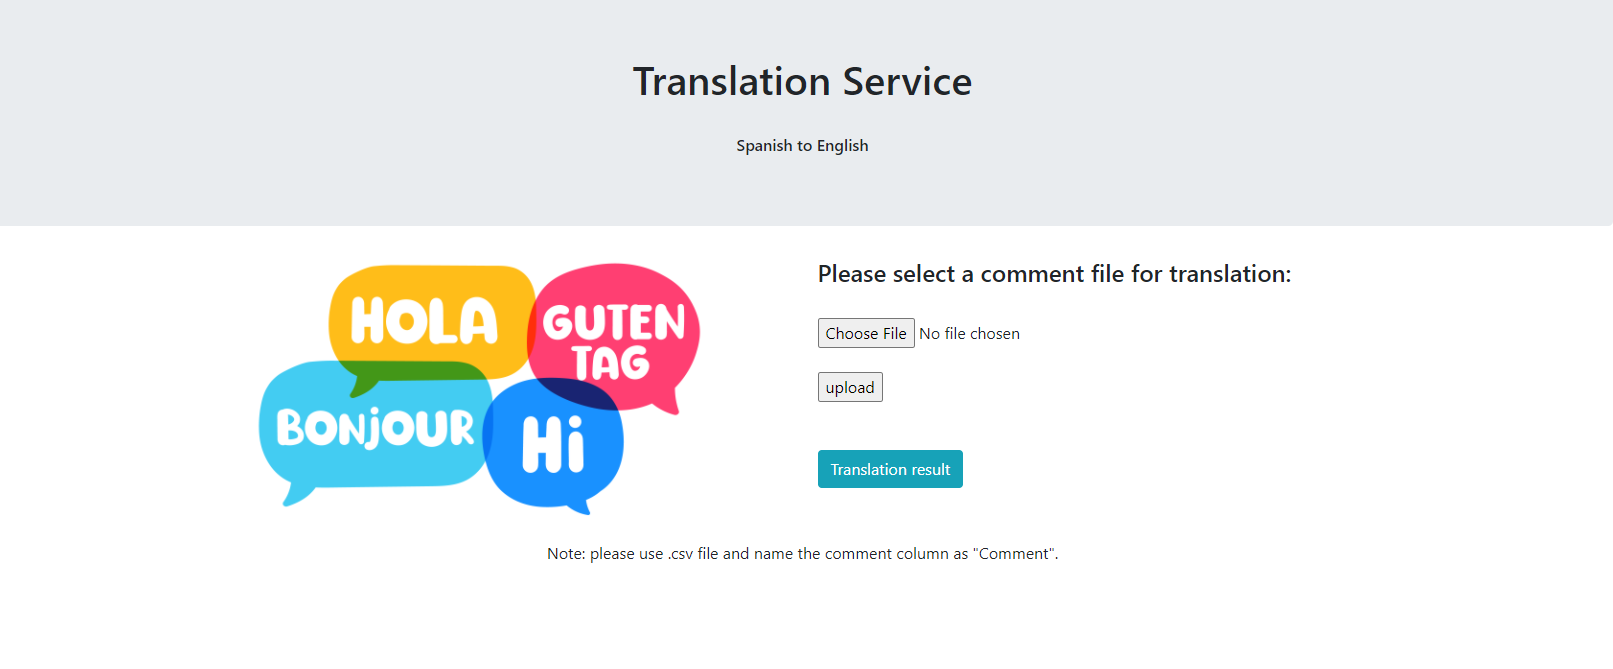 Translation Service
Spanish to English
HOLA
GUTEN
TAG
BONJOUR
Hi
Please select a comment file for translation:
Choose File No file chosen
upload
Translation result
Note: please use .csv file and name the comment column as "Comment".